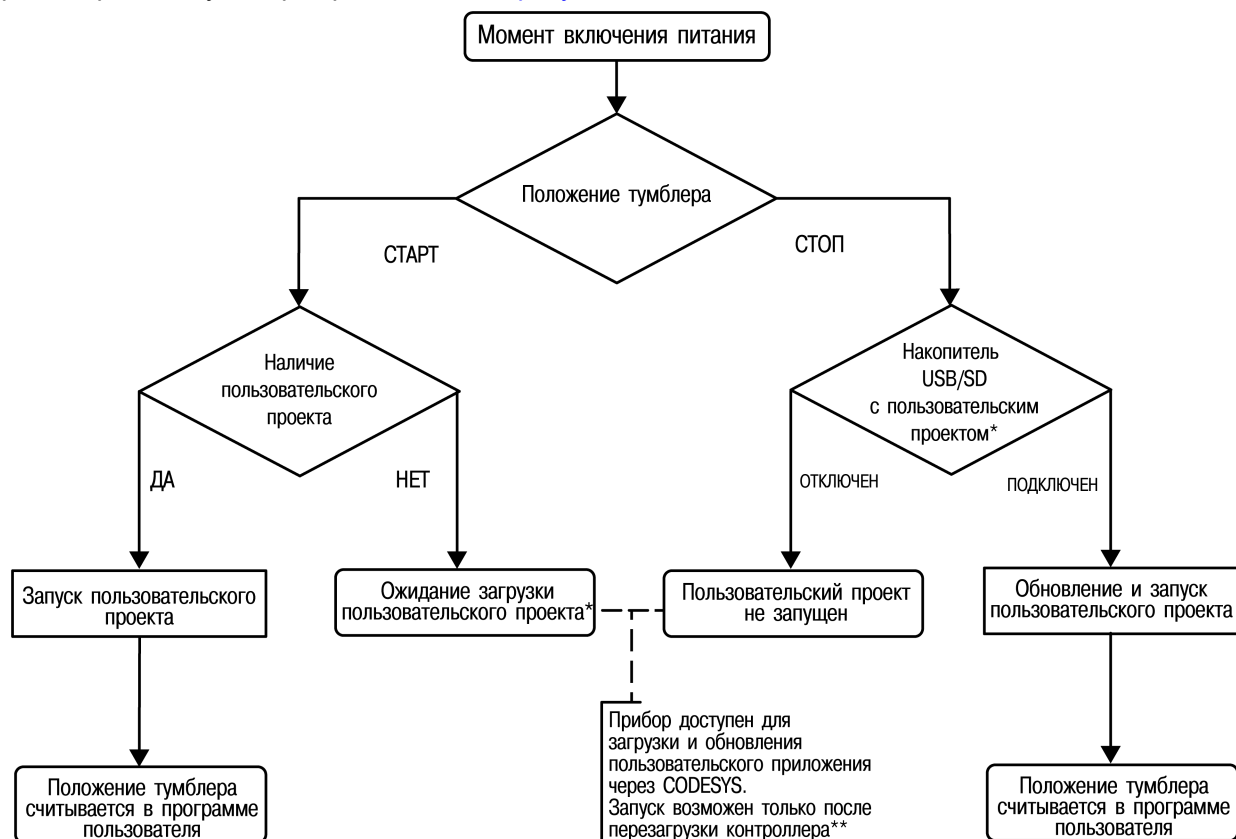 Момент включения питания
Положение тумблера
СТАРТ
СТОП
Наличие
пользовательского
проекта
Накопитель
USB/SD
с пользовательским
проектом*
ДА
НЕТ
ОТКЛЮЧЕН
ПОДКЛЮЧЕН
Запуск пользовательского
проекта
Ожидание загрузки
пользовательского проекта*
Пользовательский проект
не запущен
Обновление и запуск
пользовательского проекта
Прибор доступен для
загрузки и обновления
пользовательского приложения
через CODESYS.
Запуск возможен только после
перезагрузки контроллера**
Положение тумблера
считывается в программе
пользователя
Положение тумблера
считывается в программе
пользователя